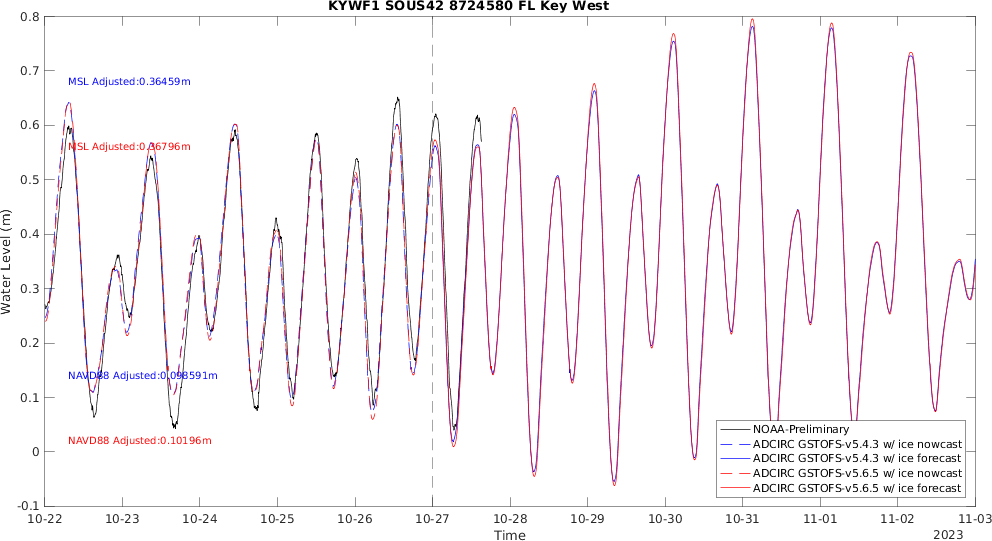 KYWF1 SOUS42 8724580 FL Key West
0.8
0.7
0.6
0.5
0.4
0.3
0.2
0.1
0
-0.1
Water Level (m)
MSL Adjusted:0.36459m
MSL Adjusted:0.36796m
NAVD88 Adjusted:0.098591m
NAVD88 Adjusted:0.10196m
NOAA-Preliminary
ADCIRC GSTOFS-v5.4.3 w/ ice nowcast
ADCIRC GSTOFS-v5.4.3 w/ ice forecast
ADCIRC GSTOFS-v5.6.5 w/ ice nowcast
ADCIRC GSTOFS-v5.6.5 w/ ice forecast
10-22 10-23 10-24 10-25 10-26 10-27 10-28 10-29 10-30 10-31 11-01 11-02 11-03
Time
2023